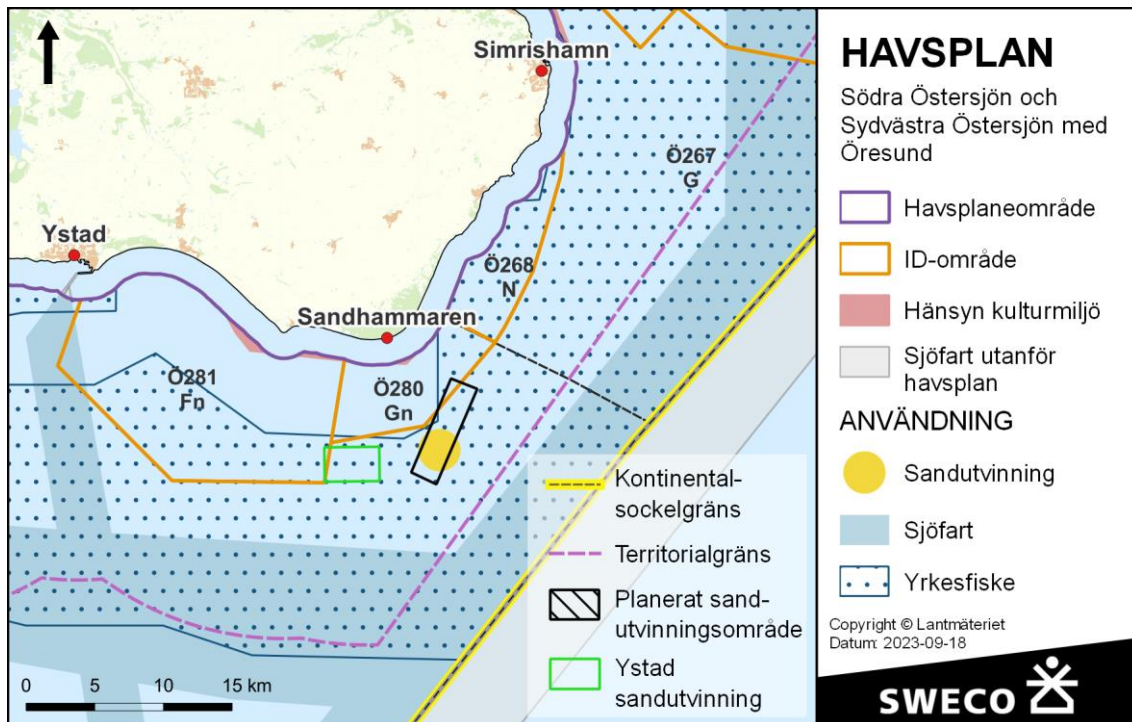 Simrishamn
Ö267
G
Ystad
Ö268
N
Sandhammaren
Ö281
Fn
Ö280
Gn
Kontinental-
sockelgräns
Territorialgräns
Planerat sand-
utvinningsområde
Ystad
sandutvinning
0 5 10 15 km
HAVSPLAN
Södra Östersjön och
Sydvästra Östersjön med
Öresund
Havsplaneområde
ID-område
Hänsyn kulturmiljö
Sjöfart utanför
havsplan
ANVÄNDNING
Sandutvinning
Sjöfart
Yrkesfiske
Copyright © Lantmäteriet
Datum: 2023-09-18
SWECO